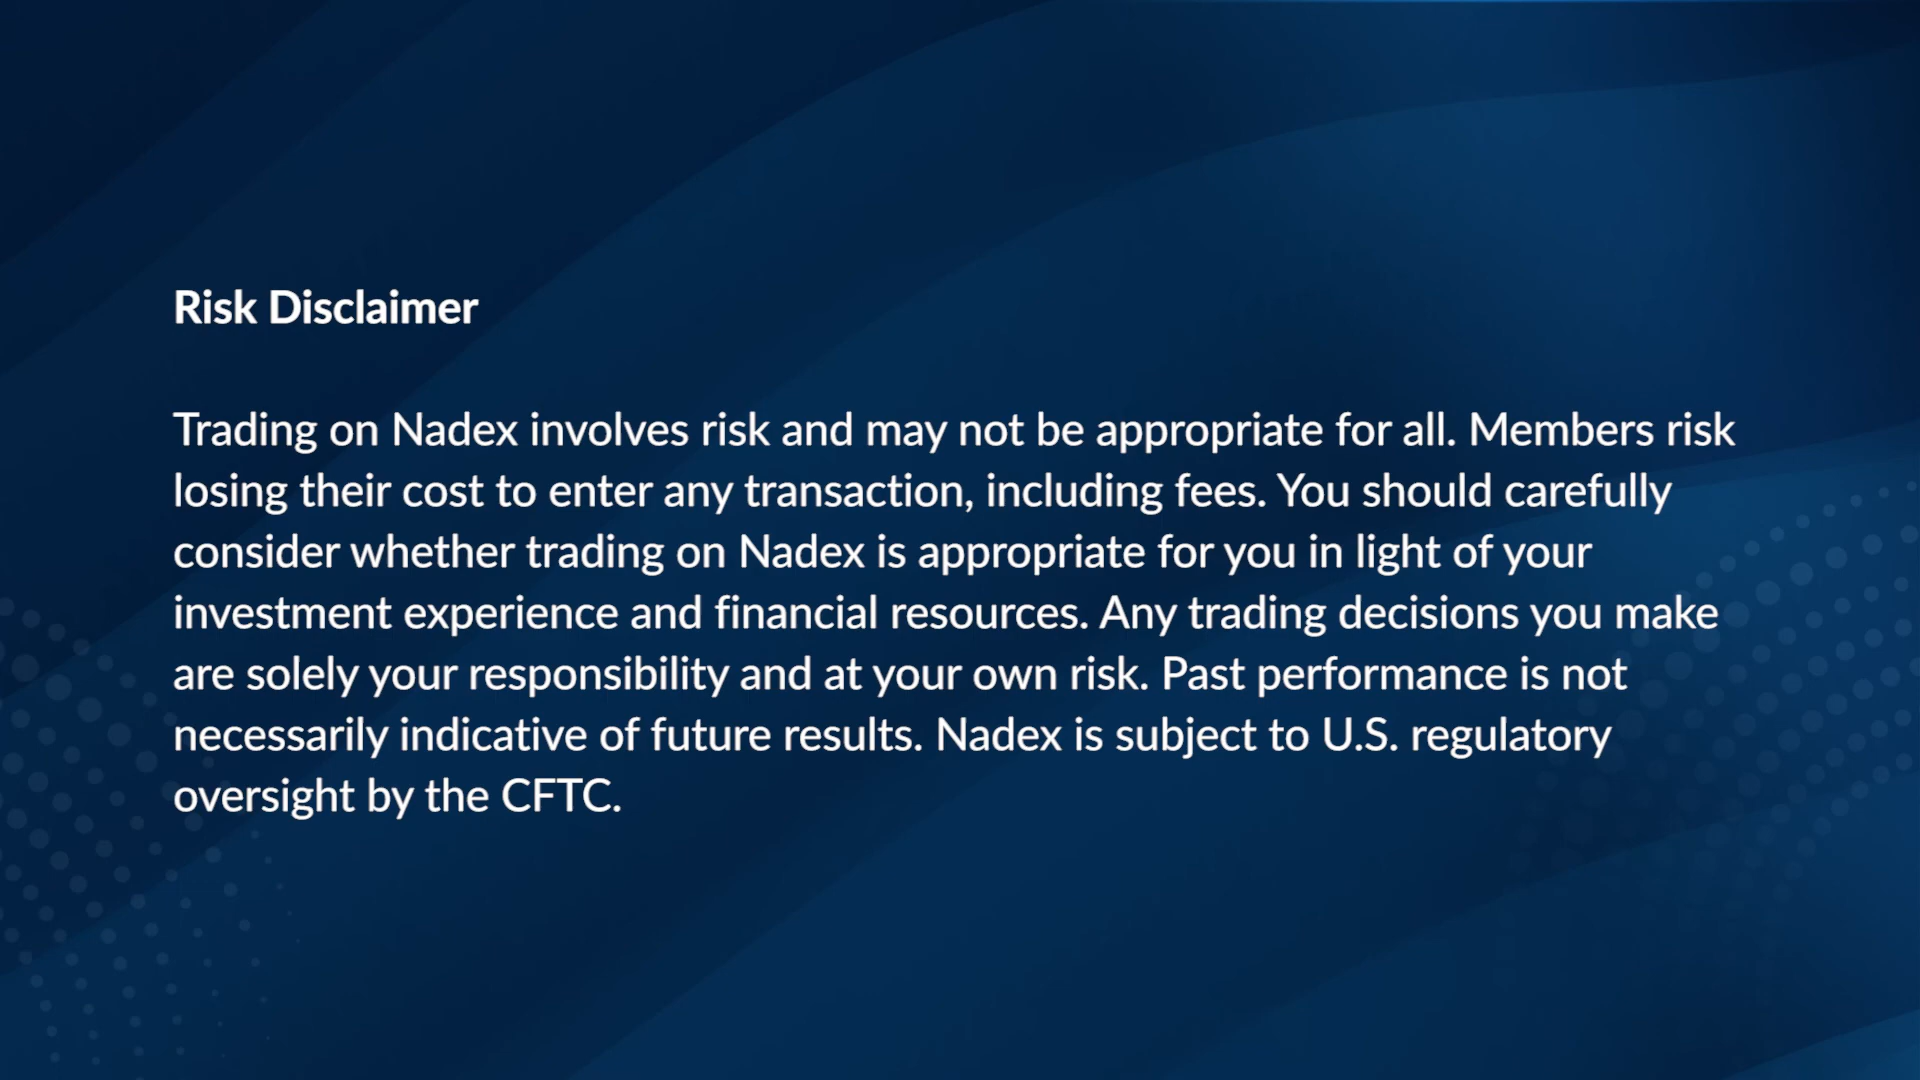 Risk Disclaimer
Trading on Nadex involves risk and may not be appropriate for all. Members risk
losing their cost to enter any transaction, including fees. You should carefully
consider whether trading on Nadex is appropriate for you in light of your
investment experience and financial resources. Any trading decisions you make
are solely your responsibility and at your own risk. Past performance is not
necessarily indicative of future results. Nadex is subject to U.S. regulatory
oversight by the CFTC.